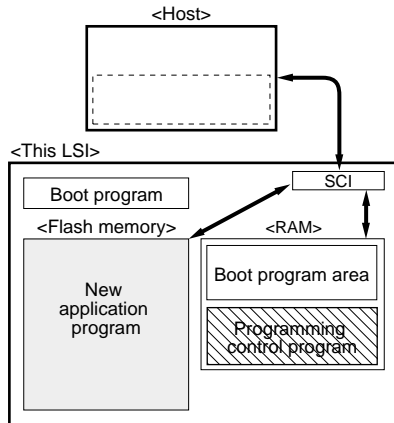 <Host>
<This LSI>
SCI
Boot program
<Flash memory>
<RAM>
New
application
program
Boot program area
Programming
control program